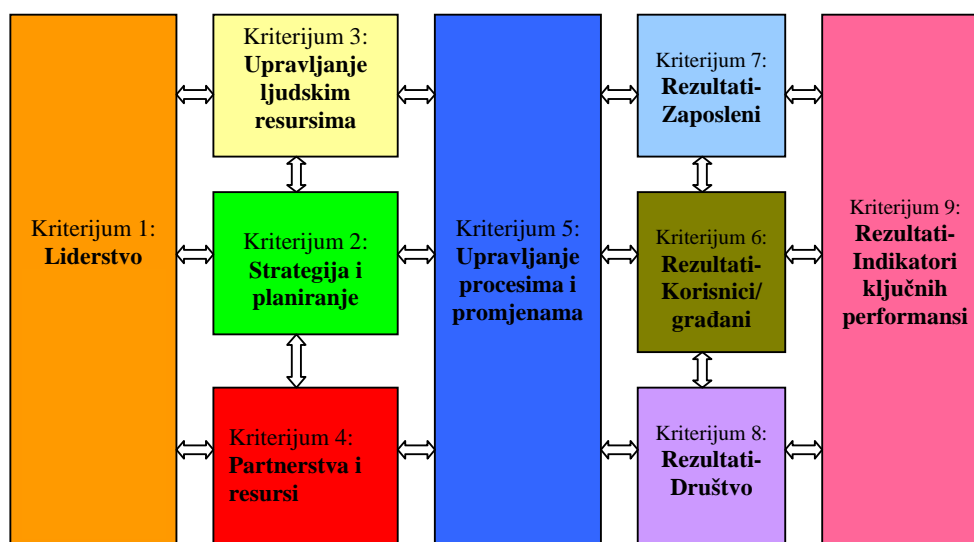 Kriterijum 1:
Liderstvo
Kriterijum 3:
Upravljanje
ljudskim
resursima
Kriterijum 2:
Strategija i
planiranje
Kriterijum 4:
Partnerstva i
resursi
Kriterijum 5:
Upravljanje
procesima i
promjenama
Kriterijum 7:
Rezultati-
Zaposleni
Kriterijum 6:
Rezultati-
Korisnici/
građani
Kriterijum 8:
Rezultati-
Društvo
Kriterijum 9:
Rezultati-
Indikatori
ključnih
performansi